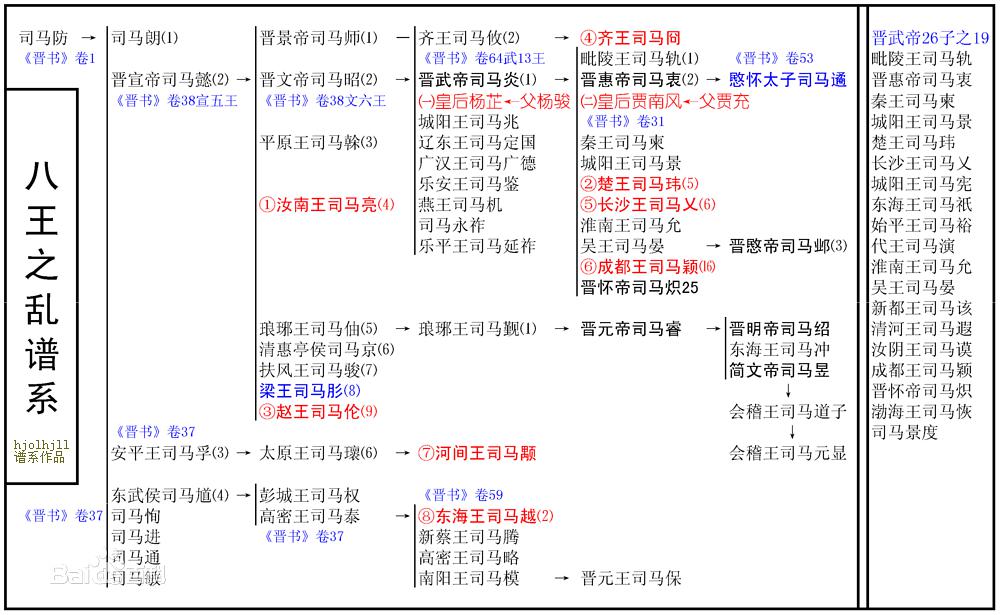 八王之乱谱系
hjolhjll
谱系作品
司马防 → 司马朗(1) 晋景帝司马师(1) — 齐王司马攸(2) → ④齐王司马冏
《晋书》卷1 《晋书》卷64武13王 毗陵王司马轨(1) 《晋书》卷53
晋宣帝司马懿(2) → 晋文帝司马昭(2) → 晋武帝司马炎(1) → 晋惠帝司马衷(2) → 愍怀太子司马遹
《晋书》卷38宣五王 《晋书》卷38文六王 ㈠皇后杨芷←父杨骏 ㈡皇后贾南风←父贾充
城阳王司马兆 《晋书》卷31
平原王司马榦(3) 辽东王司马定国 秦王司马柬
广汉王司马广德 城阳王司马景
乐安王司马鉴 ②楚王司马玮(5)
①汝南王司马亮(4) 燕王司马机 ⑤长沙王司马乂(6)
司马永祚 淮南王司马允
乐平王司马延祚 吴王司马晏 → 晋愍帝司马邺(3)
⑥成都王司马颖(16)
晋怀帝司马炽25
琅琊王司马伷(5) → 琅琊王司马觐(1) → 晋元帝司马睿 → 晋明帝司马绍
清惠亭侯司马京(6) 东海王司马冲
扶风王司马骏(7) 简文帝司马昱
梁王司马肜(8) ↓
③赵王司马伦(9) 会稽王司马道子
《晋书》卷37 ↓
安平王司马孚(3) → 太原王司马瓌(6) → ⑦河间王司马颙 会稽王司马元显
东武侯司马馗(4) → 彭城王司马权 《晋书》卷59
《晋书》卷37 司马恂 高密王司马泰 → ⑧东海王司马越(2)
司马进 《晋书》卷37 新蔡王司马腾
司马通 高密王司马略
司马敏 南阳王司马模 → 晋元王司马保
晋武帝26子之19
毗陵王司马轨
晋惠帝司马衷
秦王司马柬
城阳王司马景
楚王司马玮
长沙王司马乂
城阳王司马宪
东海王司马祇
始平王司马裕
代王司马演
淮南王司马允
吴王司马晏
新都王司马该
清河王司马遐
汝阴王司马谟
成都王司马颖
晋怀帝司马炽
渤海王司马恢
司马景度